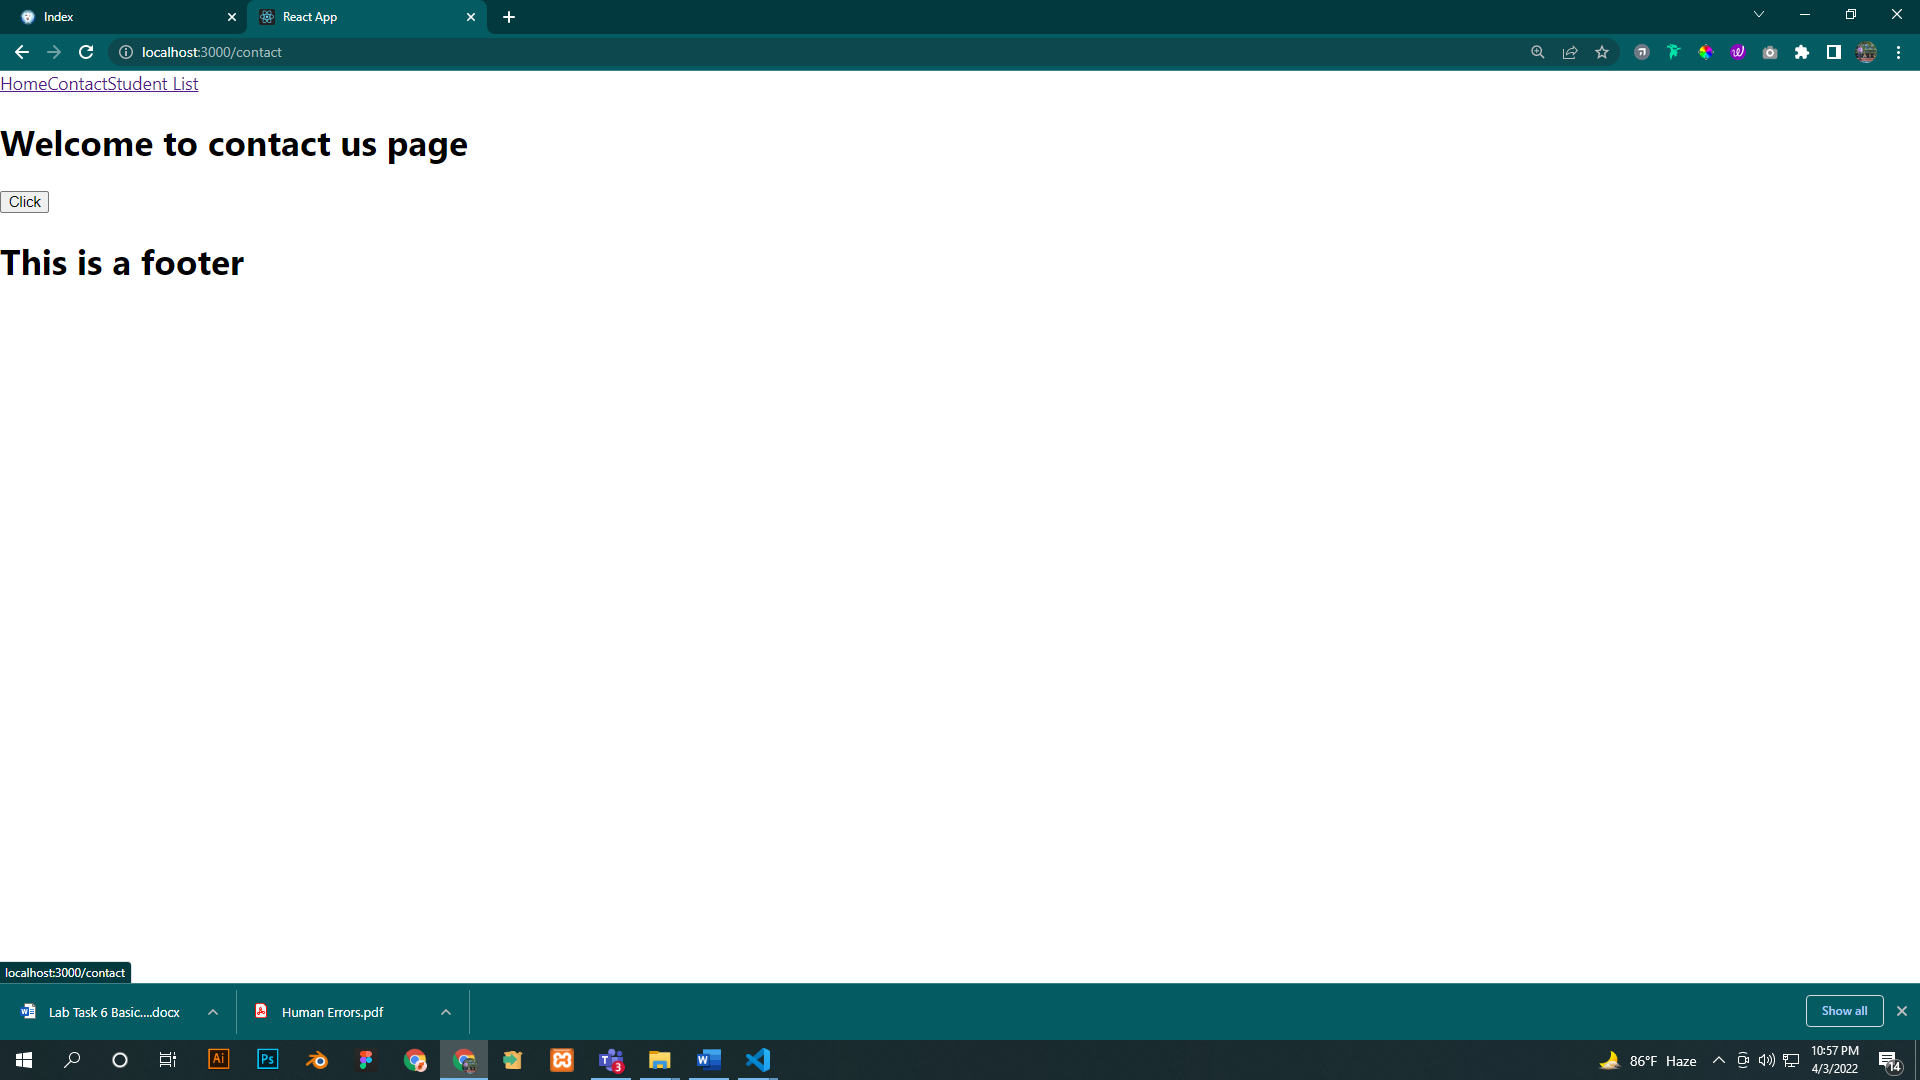 Index
React App
localhost:3000/contact
HomeContactStudent List
Welcome to contact us page
Click
This is a footer
localhost:3000/contact
Lab Task 6 Basic....docx
Human Errors.pdf
Show all
Ai
Ps
3
W
86°F Haze
10:57 PM
4/3/2022
14